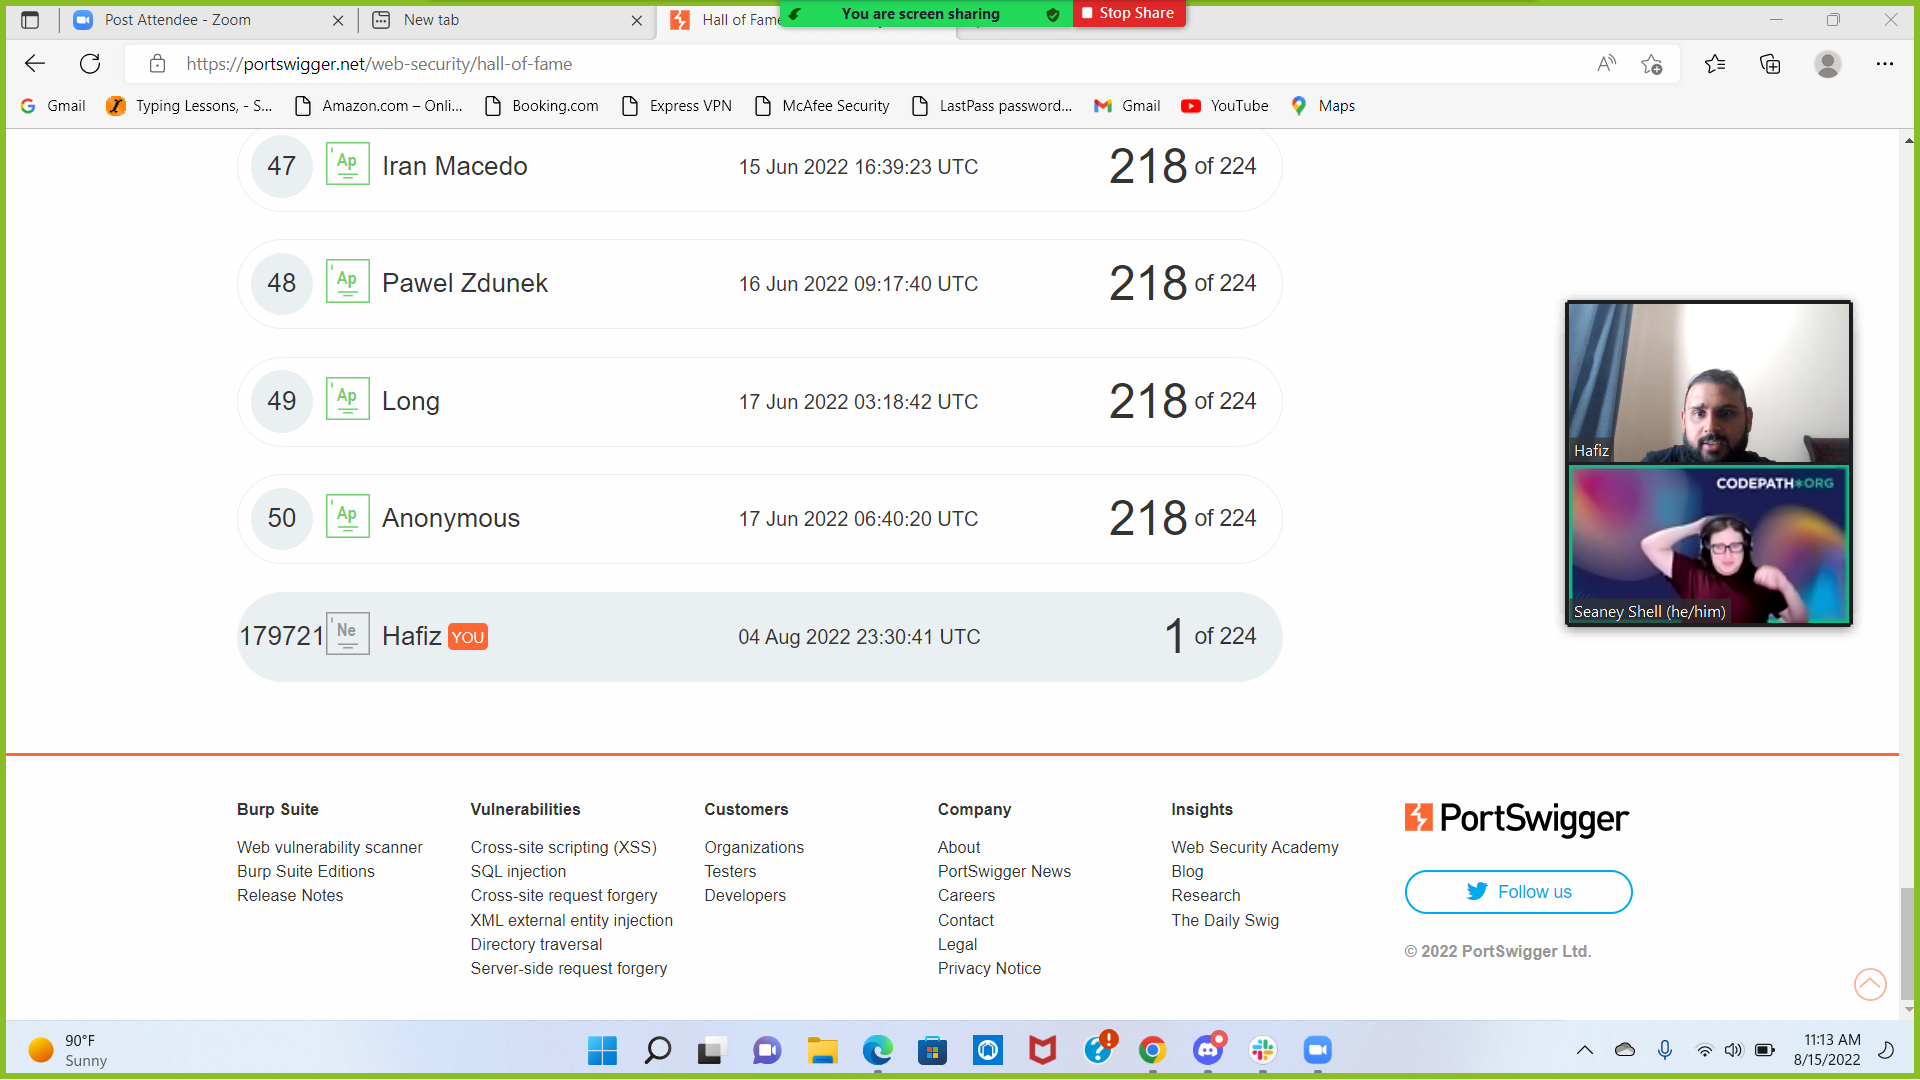 Post Attendee - Zoom
New tab
Hall of Fame
You are screen sharing
Stop Share
https://portswigger.net/web-security/hall-of-fame
Gmail
Typing Lessons, - S...
Amazon.com – Onli...
Booking.com
Express VPN
McAfee Security
LastPass password...
Gmail
YouTube
Maps
47 Ap Iran Macedo 15 Jun 2022 16:39:23 UTC 218 of 224
48 Ap Pawel Zdunek 16 Jun 2022 09:17:40 UTC 218 of 224
49 Ap Long 17 Jun 2022 03:18:42 UTC 218 of 224
50 Ap Anonymous 17 Jun 2022 06:40:20 UTC 218 of 224
179721 Ne Hafiz YOU 04 Aug 2022 23:30:41 UTC 1 of 224
Hafiz
CODEPATH*ORG
Seaney Shell (he/him)
Burp Suite
Web vulnerability scanner
Burp Suite Editions
Release Notes
Vulnerabilities
Cross-site scripting (XSS)
SQL injection
Cross-site request forgery
XML external entity injection
Directory traversal
Server-side request forgery
Customers
Organizations
Testers
Developers
Company
About
PortSwigger News
Careers
Contact
Legal
Privacy Notice
Insights
Web Security Academy
Blog
Research
The Daily Swig
PortSwigger
Follow us
© 2022 PortSwigger Ltd.
90°F
Sunny
11:13 AM
8/15/2022